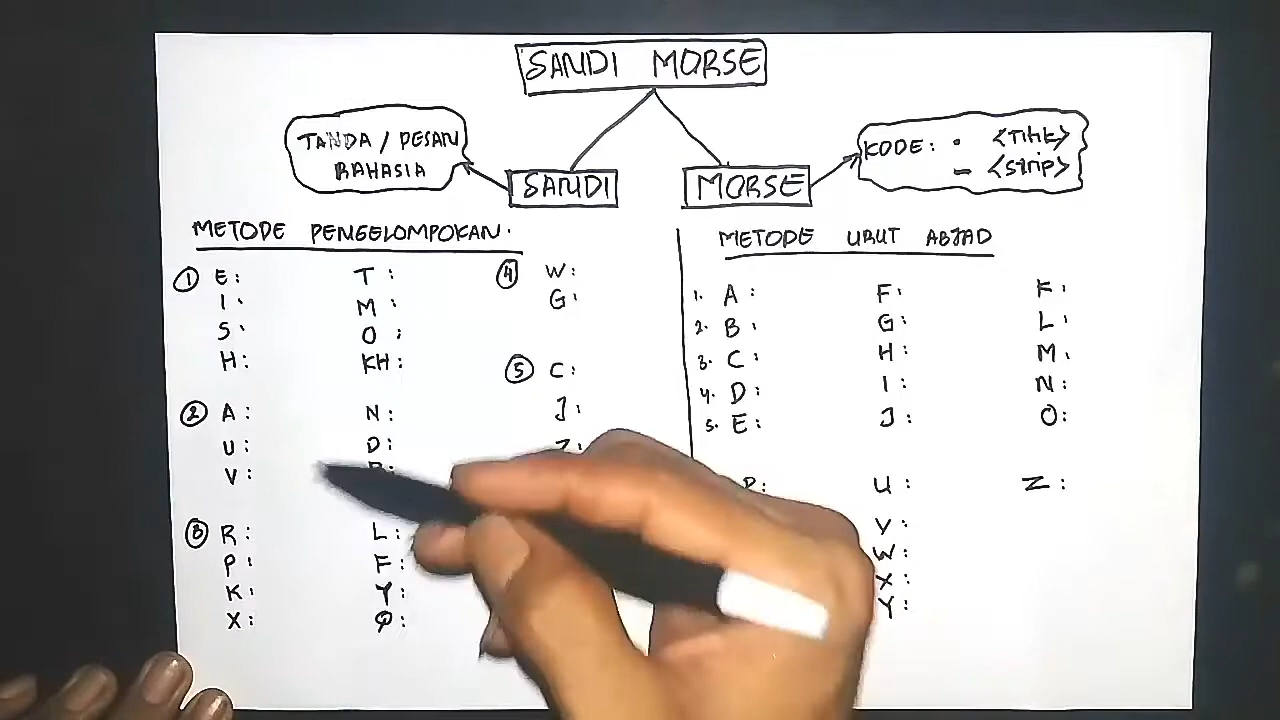 SANDI MORSE
TANDA / PESAN
RAHASIA
SANDI
MORSE
KODE: • <Titik>
– <Strip>
METODE PENGELOMPOKAN.
① E: T:
I: M:
S: O:
H: KH:
② A: N:
U: D:
V:
③ R: L:
P: F:
K: Y:
X: Q:
④ W:
G:
⑤ C:
J:
Z:
METODE URUT ABJAD
1. A: F: K:
2. B: G: L:
3. C: H: M:
4. D: I: N:
5. E: J: O:
P: U: Z:
V:
W:
X:
Y: